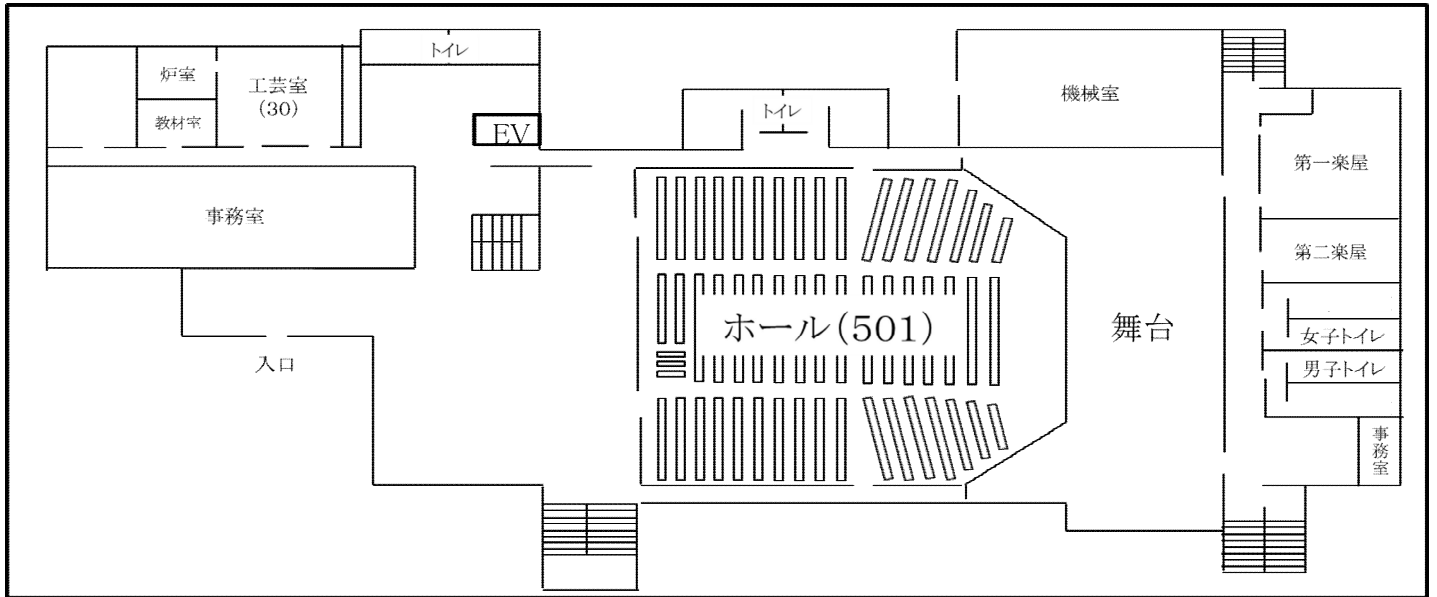 トイレ
炉室
工芸室
(30)
教材室
EV
トイレ
機械室
第一楽屋
事務室
第二楽屋
ホール(501)
舞台
女子トイレ
入口
男子トイレ
事務室